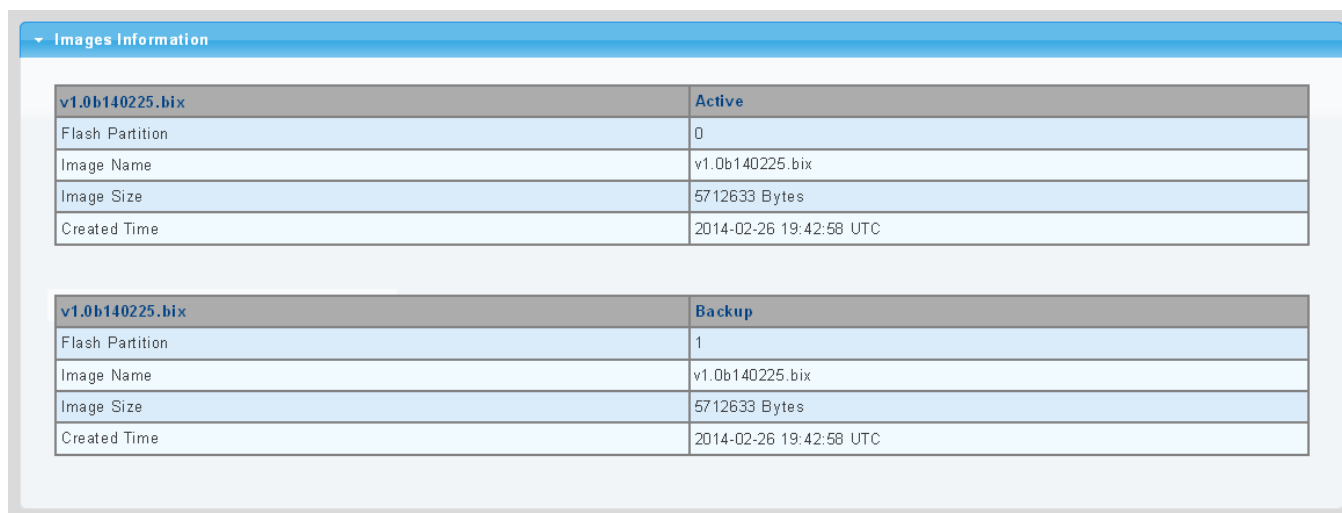 Images Information
v1.0b140225.bix Active
Flash Partition 0
Image Name v1.0b140225.bix
Image Size 5712633 Bytes
Created Time 2014-02-26 19:42:58 UTC
v1.0b140225.bix Backup
Flash Partition 1
Image Name v1.0b140225.bix
Image Size 5712633 Bytes
Created Time 2014-02-26 19:42:58 UTC